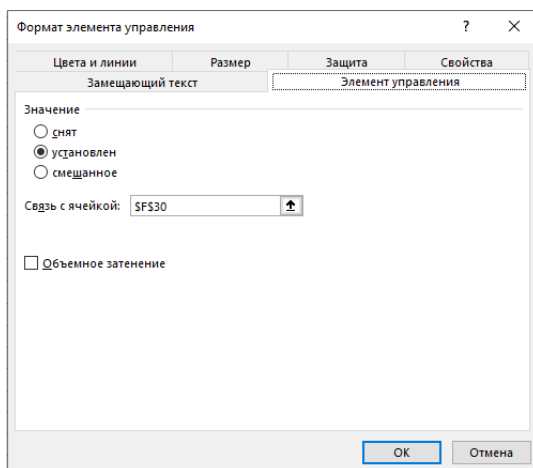 Формат элемента управления ? ×
Цвета и линии Размер Защита Свойства
Замещающий текст Элемент управления
Значение
снят
установлен
смешанное
Связь с ячейкой: $F$30
Объемное затенение
ОК Отмена